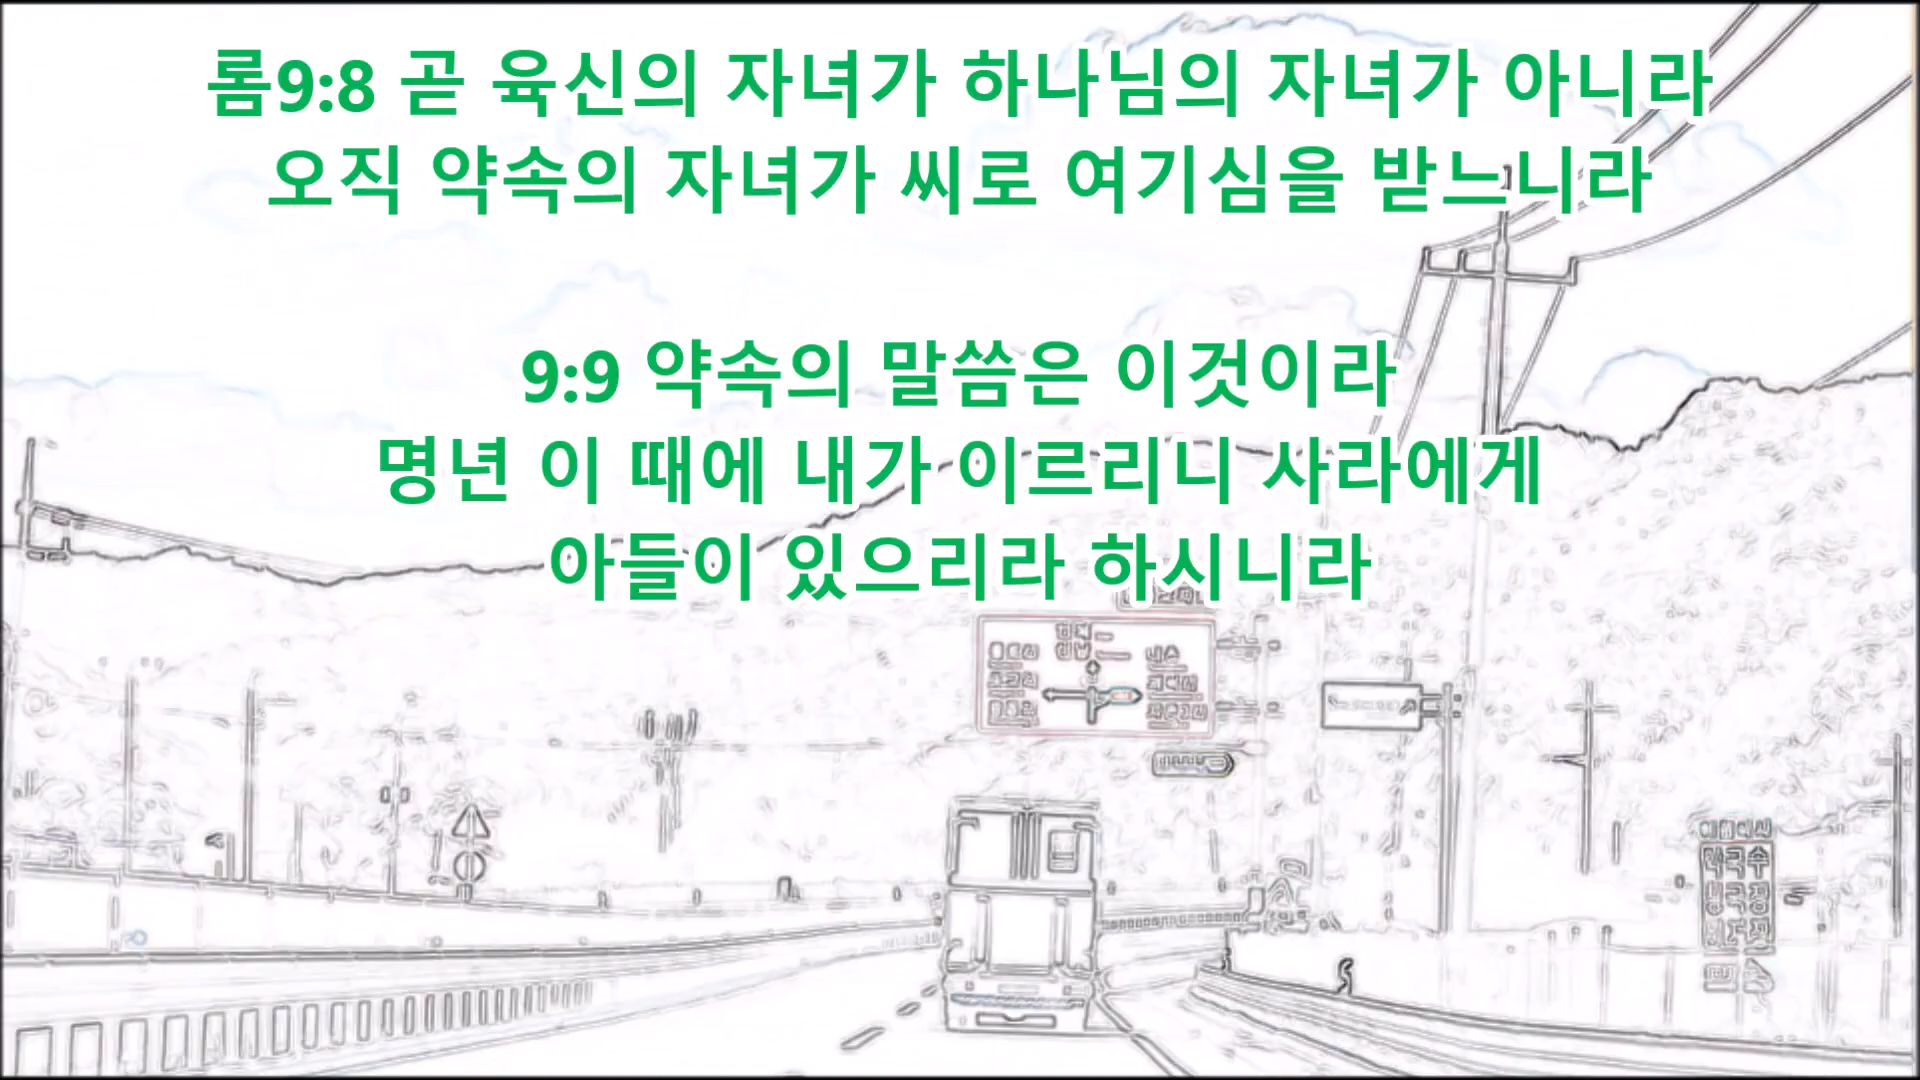 롬9:8 곧 육신의 자녀가 하나님의 자녀가 아니라
오직 약속의 자녀가 씨로 여기심을 받느니라
9:9 약속의 말씀은 이것이라
명년 이 때에 내가 이르리니 사라에게
아들이 있으리라 하시니라
막국수